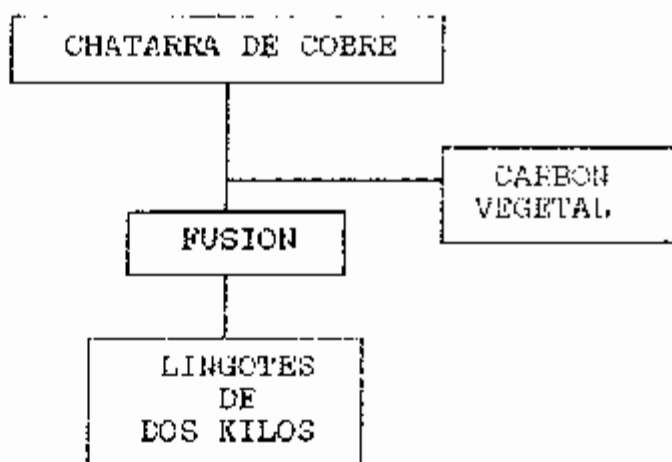 CHATARRA DE COBRE
CARBON
VEGETAL
FUSION
LINGOTES
DE
DOS KILOS